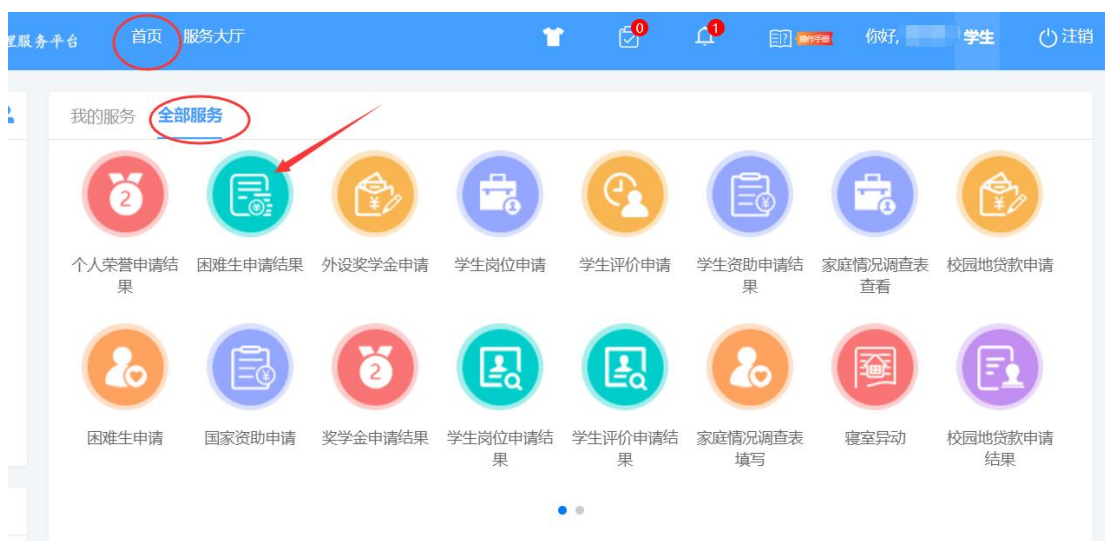 理服务平台
首页
服务大厅
0
1
操作手册
你好,
学生
注销
我的服务
全部服务
2
个人荣誉申请结
果
困难生申请结果
外设奖学金申请
学生岗位申请
学生评价申请
学生资助申请结
果
家庭情况调查表
查看
校园地贷款申请
2
困难生申请
国家资助申请
奖学金申请结果
学生岗位申请结
果
学生评价申请结
果
家庭情况调查表
填写
寝室异动
校园地贷款申请
结果